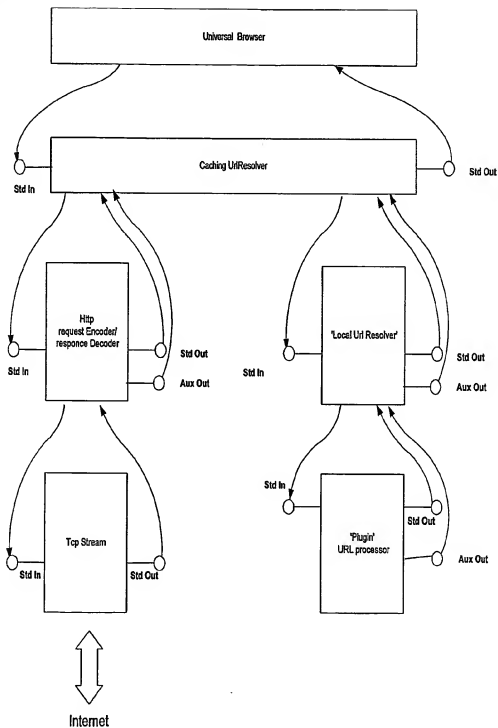 Universal Browser
Caching UrlResolver
Std In
Std Out
Http
request Encoder/
responce Decoder
Std In
Std Out
Aux Out
'Local Url Resolver'
Std In
Std Out
Aux Out
Tcp Stream
Std In
Std Out
Std In
'Plugin'
URL processor
Std Out
Aux Out
Internet